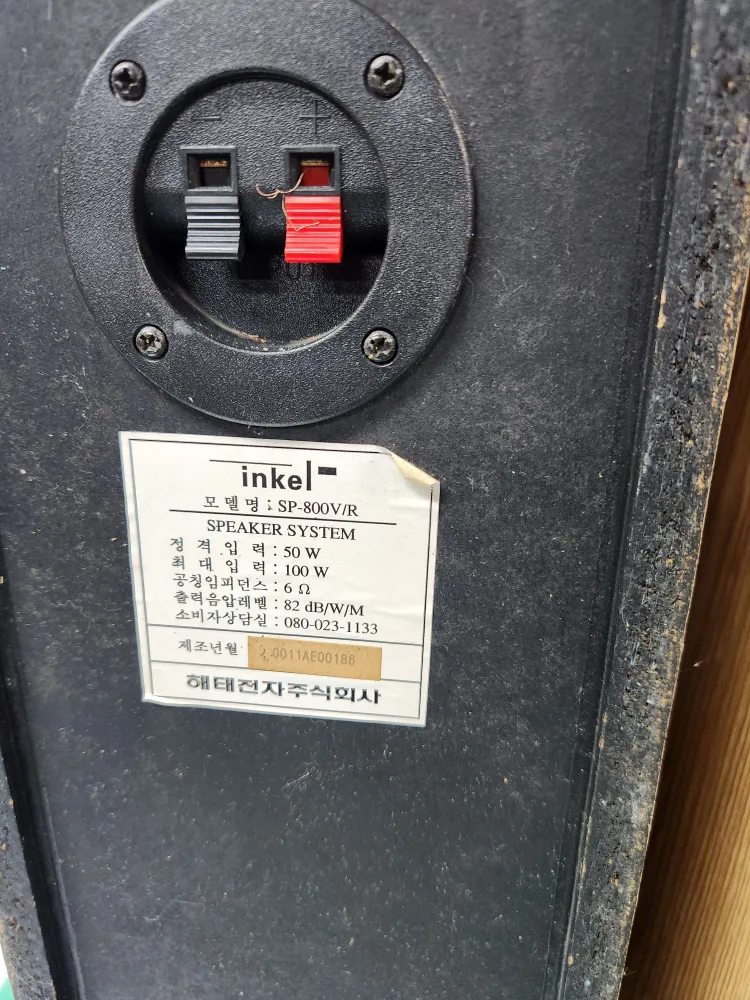 - +
inkel
모델명 : SP-800V/R
SPEAKER SYSTEM
정격입력 : 50 W
최대입력 : 100 W
공칭임피던스 : 6 Ω
출력음압레벨 : 82 dB/W/M
소비자상담실 : 080-023-1133
제조년월 0011AE00186
해태전자주식회사